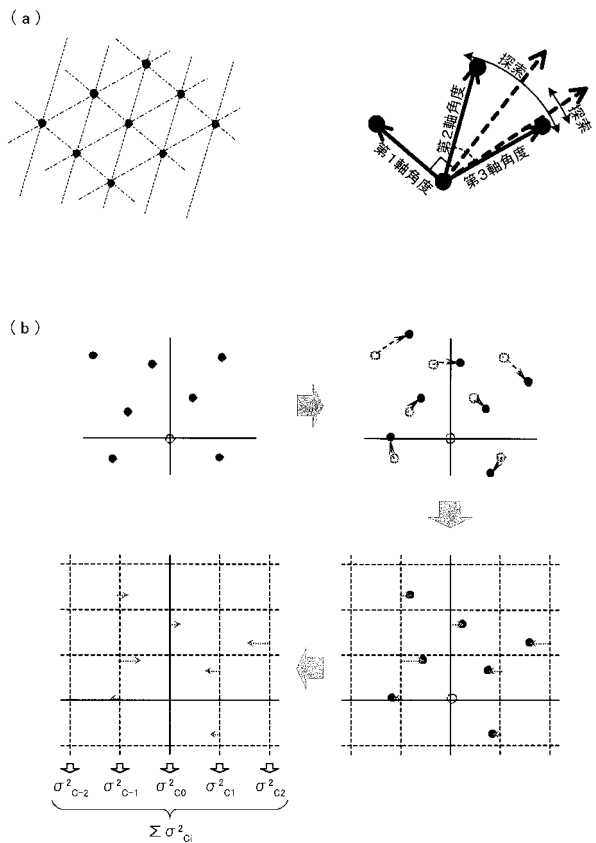 (a)
探索
探索
第1軸角度
第2軸角度
第3軸角度
(b)
σ²C-2 σ²C-1 σ²C0 σ²C1 σ²C2
Σσ²Ci